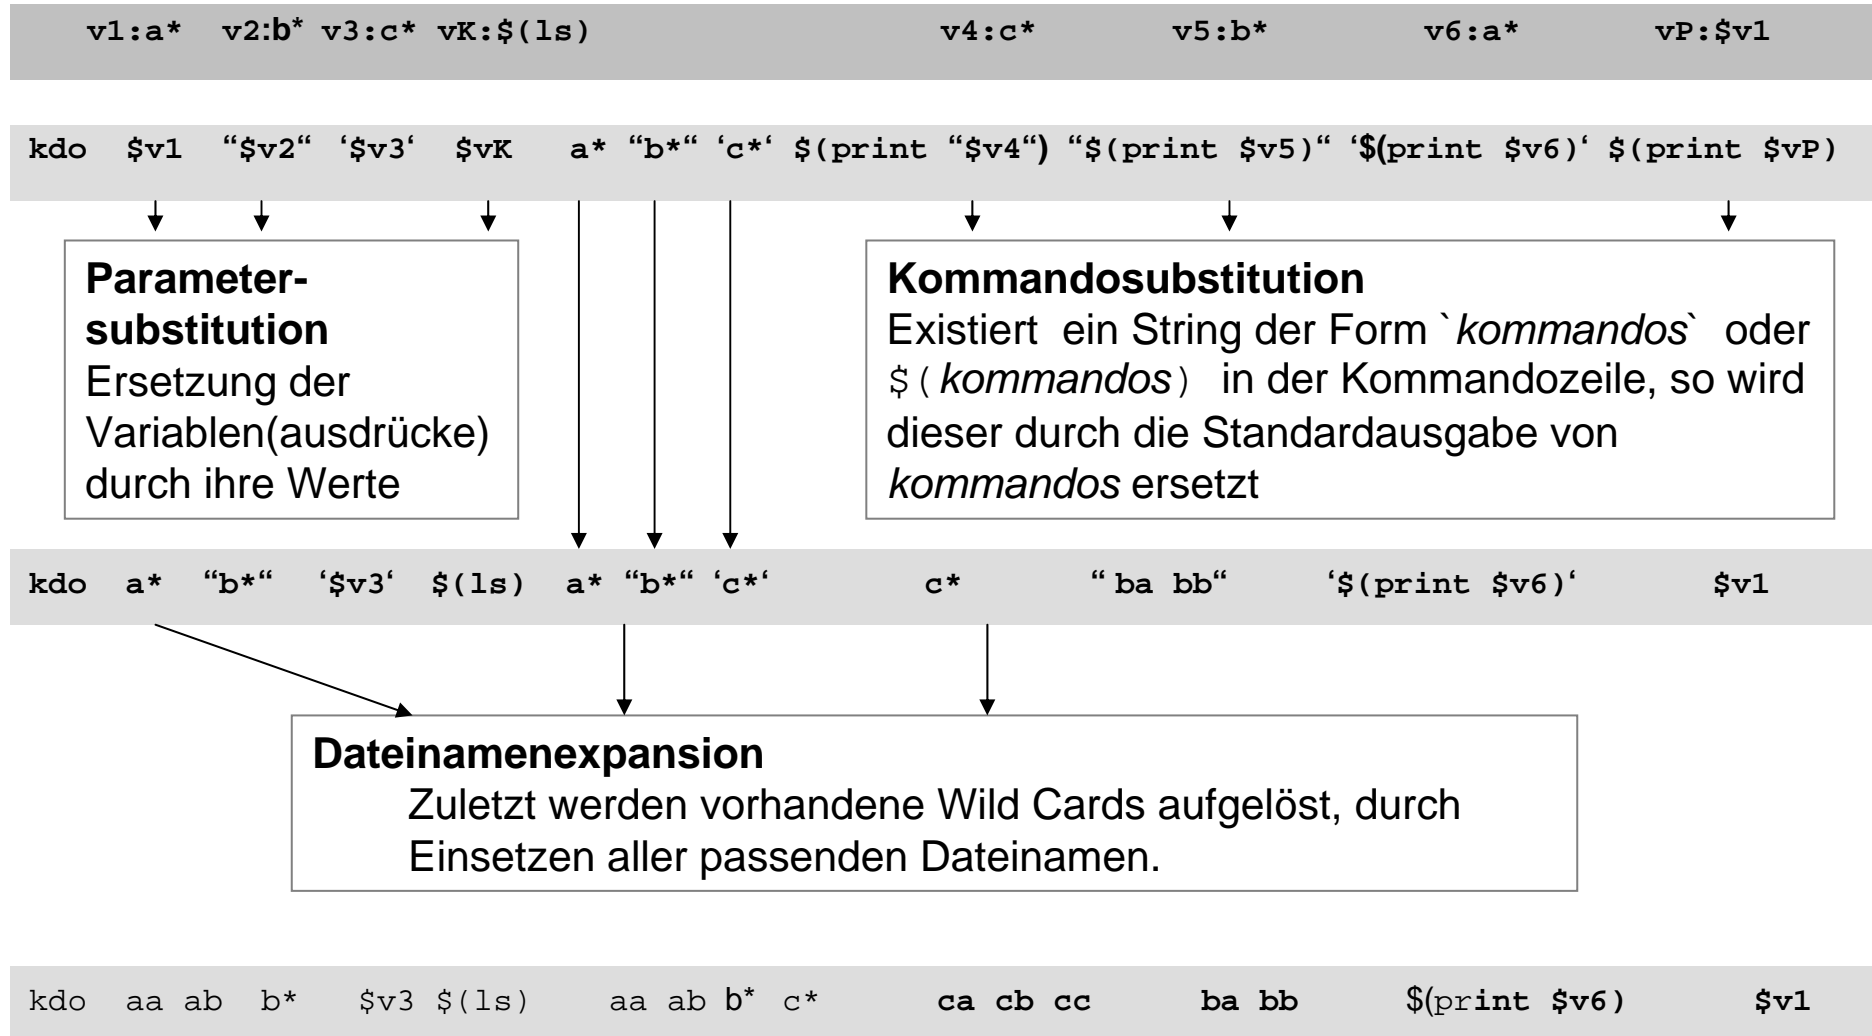 v1:a* v2:b* v3:c* vK:$(ls) v4:c* v5:b* v6:a* vP:$v1
kdo $v1 “$v2“ ‘$v3‘ $vK a* “b*“ ‘c*‘ $(print “$v4“) “$(print $v5)“ ‘$(print $v6)‘ $(print $vP)
Parameter-
substitution
Ersetzung der
Variablen(ausdrücke)
durch ihre Werte
Kommandosubstitution
Existiert ein String der Form `kommandos` oder
$(kommandos) in der Kommandozeile, so wird
dieser durch die Standardausgabe von
kommandos ersetzt
kdo a* “b*“ ‘$v3‘ $(ls) a* “b*“ ‘c*‘ c* “ ba bb“ ‘$(print $v6)‘ $v1
Dateinamenexpansion
Zuletzt werden vorhandene Wild Cards aufgelöst, durch
Einsetzen aller passenden Dateinamen.
kdo aa ab b* $v3 $(ls) aa ab b* c* ca cb cc ba bb $(print $v6) $v1